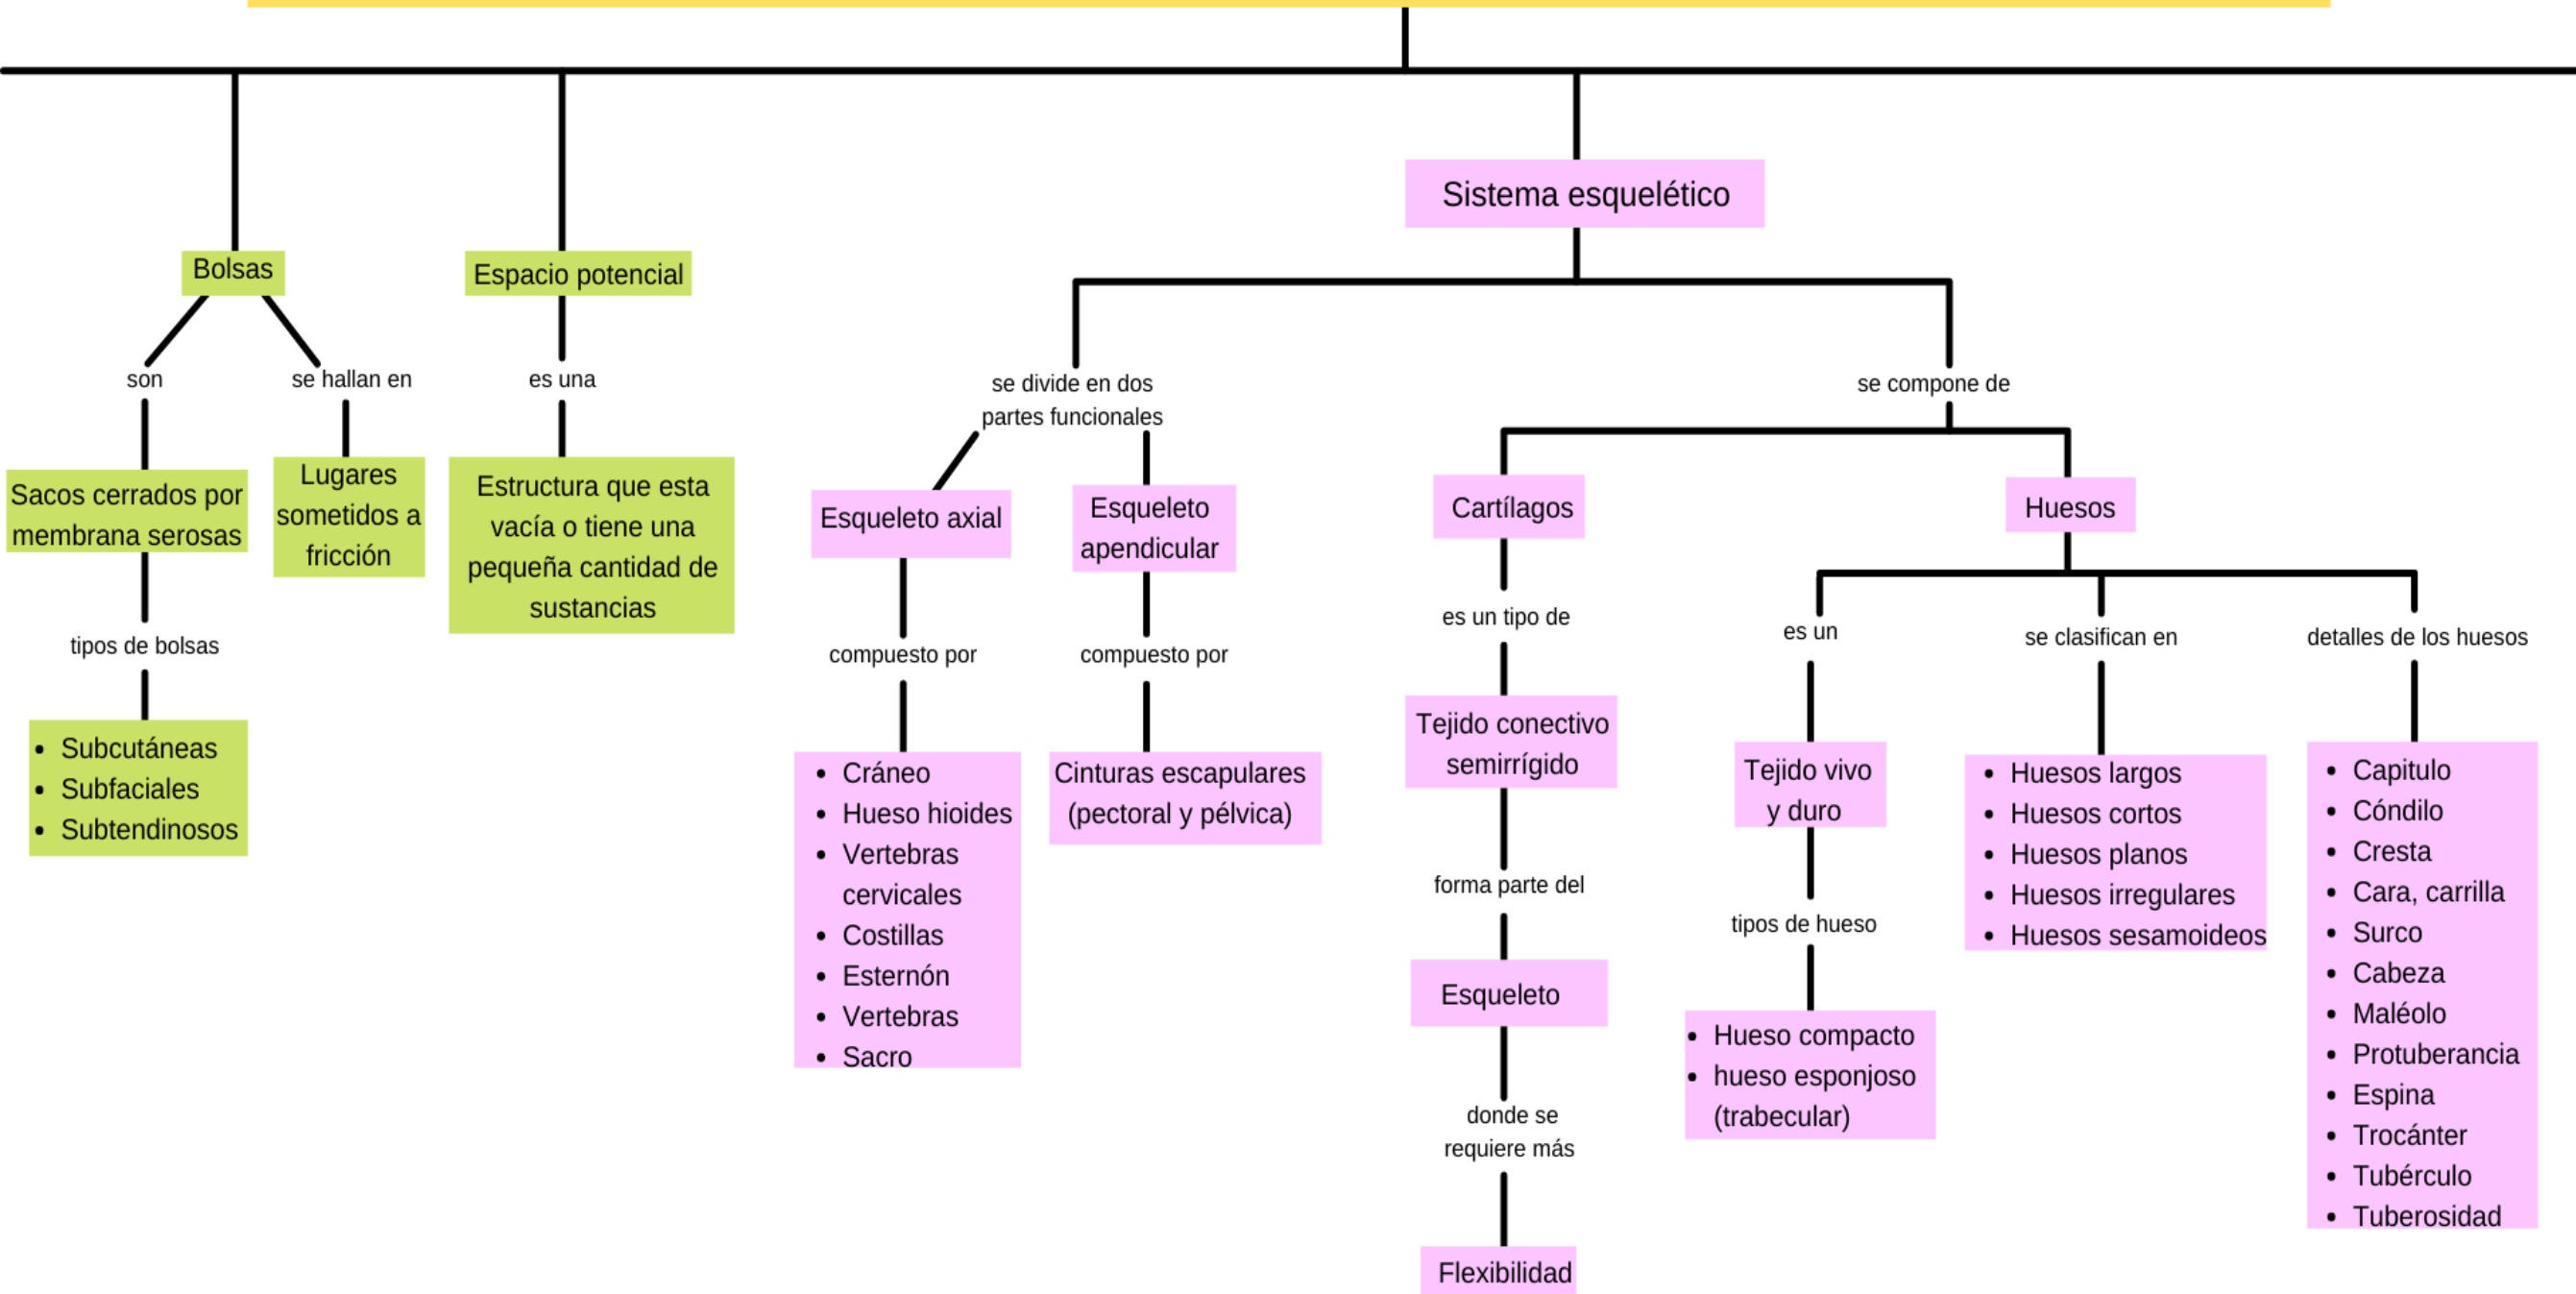 Bolsas
son
se hallan en
Sacos cerrados por
membrana serosas
Lugares
sometidos a
fricción
tipos de bolsas
• Subcutáneas
• Subfaciales
• Subtendinosos
Espacio potencial
es una
Estructura que esta
vacía o tiene una
pequeña cantidad de
sustancias
Sistema esquelético
se divide en dos
partes funcionales
Esqueleto axial
compuesto por
• Cráneo
• Hueso hioides
• Vertebras
cervicales
• Costillas
• Esternón
• Vertebras
• Sacro
Esqueleto
apendicular
compuesto por
Cinturas escapulares
(pectoral y pélvica)
se compone de
Cartílagos
es un tipo de
Tejido conectivo
semirrígido
forma parte del
Esqueleto
donde se
requiere más
Flexibilidad
Huesos
es un
Tejido vivo
y duro
tipos de hueso
• Hueso compacto
• hueso esponjoso
(trabecular)
se clasifican en
• Huesos largos
• Huesos cortos
• Huesos planos
• Huesos irregulares
• Huesos sesamoideos
detalles de los huesos
• Capitulo
• Cóndilo
• Cresta
• Cara, carrilla
• Surco
• Cabeza
• Maléolo
• Protuberancia
• Espina
• Trocánter
• Tubérculo
• Tuberosidad